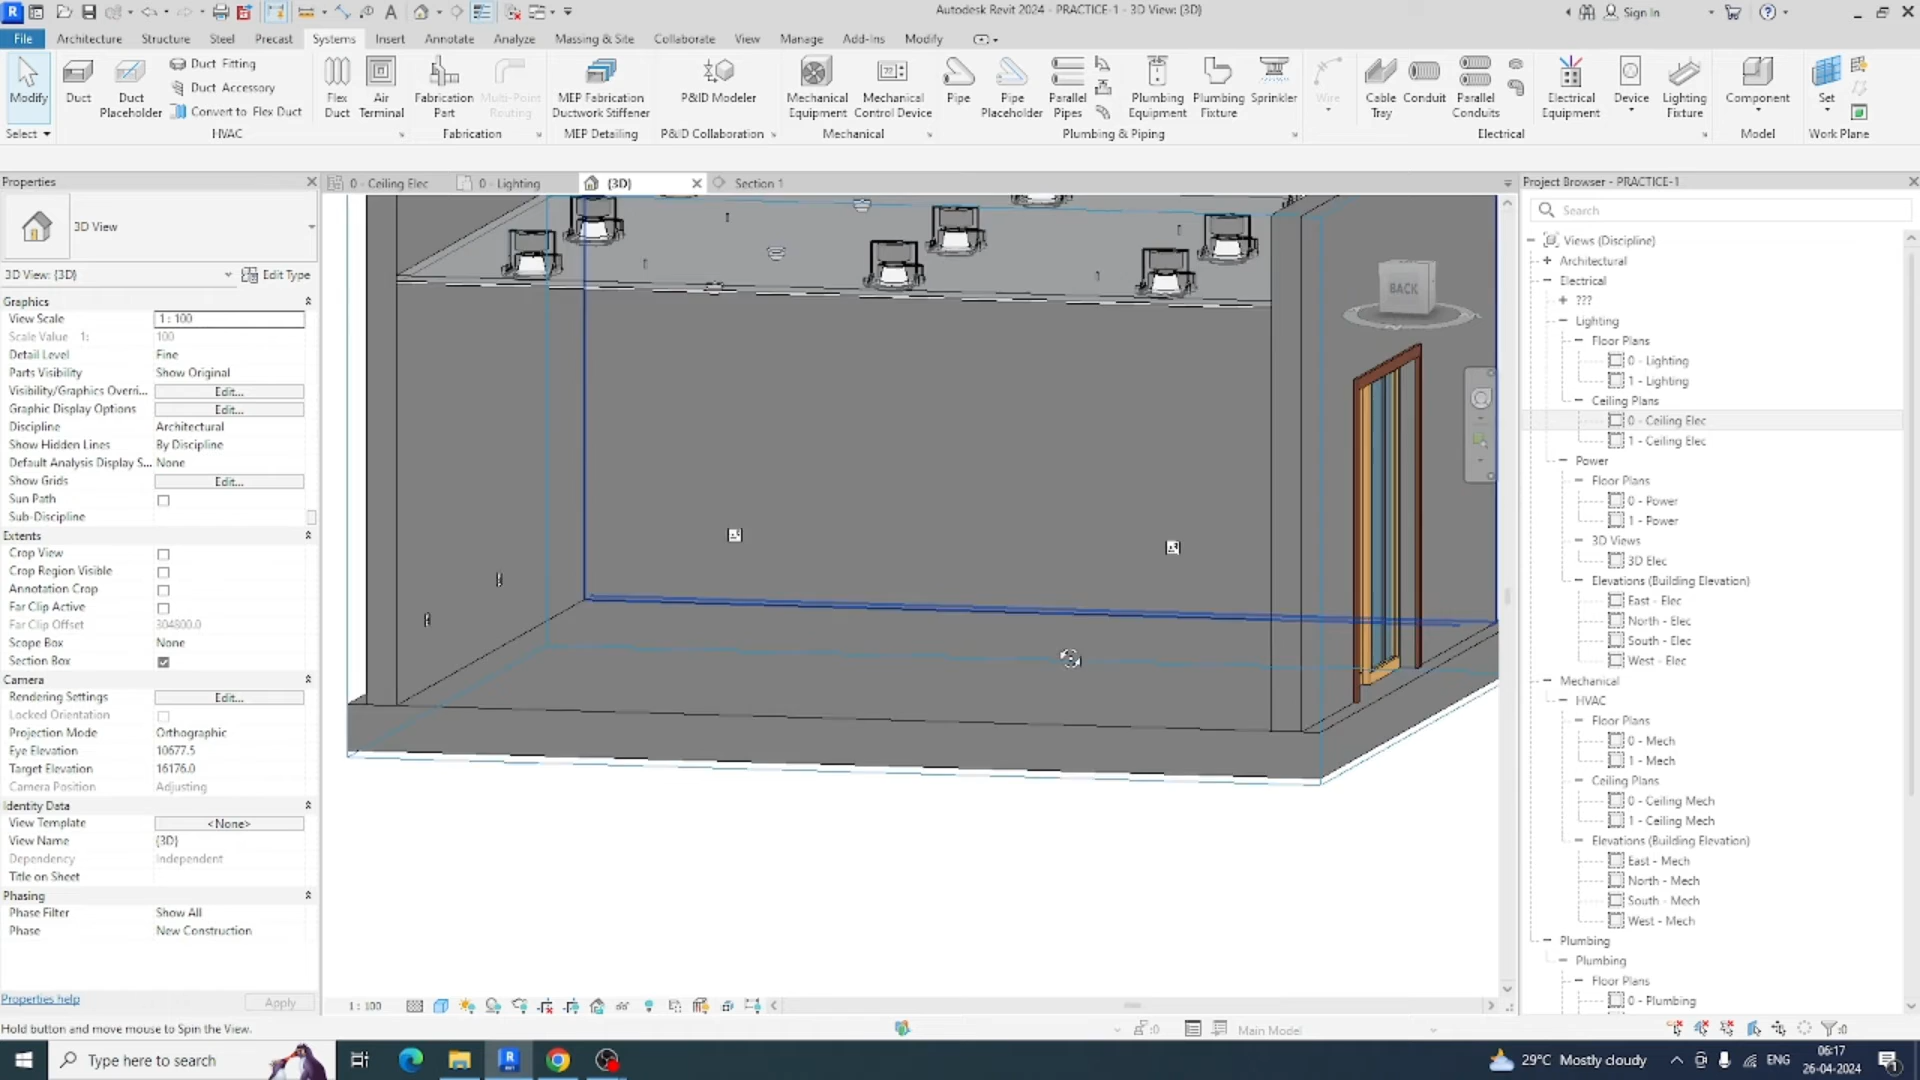 Autodesk Revit 2024 - PRACTICE-1 - 3D View: {3D}
Sign In
File Architecture Structure Steel Precast Systems Insert Annotate Analyze Massing & Site Collaborate View Manage Add-Ins Modify
Modify
Duct
Duct Placeholder
Duct Fitting
Duct Accessory
Convert to Flex Duct
Flex Duct
Air Terminal
Fabrication Part
Multi-Point Routing
MEP Fabrication Ductwork Stiffener
P&ID Modeler
Mechanical Equipment
Mechanical Control Device
Pipe
Pipe Placeholder
Parallel Pipes
Plumbing Equipment
Plumbing Fixture
Sprinkler
Wire
Cable Tray
Conduit
Parallel Conduits
Electrical Equipment
Device
Lighting Fixture
Component
Set
Select HVAC Fabrication MEP Detailing P&ID Collaboration Mechanical Plumbing & Piping Electrical Model Work Plane
Properties
0 - Ceiling Elec
0 - Lighting
{3D}
Section 1
Project Browser - PRACTICE-1
3D View
3D View: {3D}
Edit Type
Graphics
View Scale 1 : 100
Scale Value 1: 100
Detail Level Fine
Parts Visibility Show Original
Visibility/Graphics Overri... Edit...
Graphic Display Options Edit...
Discipline Architectural
Show Hidden Lines By Discipline
Default Analysis Display S... None
Show Grids Edit...
Sun Path
Sub-Discipline
Extents
Crop View
Crop Region Visible
Annotation Crop
Far Clip Active
Far Clip Offset 304800.0
Scope Box None
Section Box
Camera
Rendering Settings Edit...
Locked Orientation
Projection Mode Orthographic
Eye Elevation 10677.5
Target Elevation 16176.0
Camera Position Adjusting
Identity Data
View Template <None>
View Name {3D}
Dependency Independent
Title on Sheet
Phasing
Phase Filter Show All
Phase New Construction
Properties help
Apply
BACK
Search
Views (Discipline)
Architectural
Electrical
???
Lighting
Floor Plans
0 - Lighting
1 - Lighting
Ceiling Plans
0 - Ceiling Elec
1 - Ceiling Elec
Power
Floor Plans
0 - Power
1 - Power
3D Views
3D Elec
Elevations (Building Elevation)
East - Elec
North - Elec
South - Elec
West - Elec
Mechanical
HVAC
Floor Plans
0 - Mech
1 - Mech
Ceiling Plans
0 - Ceiling Mech
1 - Ceiling Mech
Elevations (Building Elevation)
East - Mech
North - Mech
South - Mech
West - Mech
Plumbing
Plumbing
Floor Plans
0 - Plumbing
1 : 100
Hold button and move mouse to Spin the View.
:0
Main Model
:0
Type here to search
29°C Mostly cloudy
ENG
06:17
26-04-2024